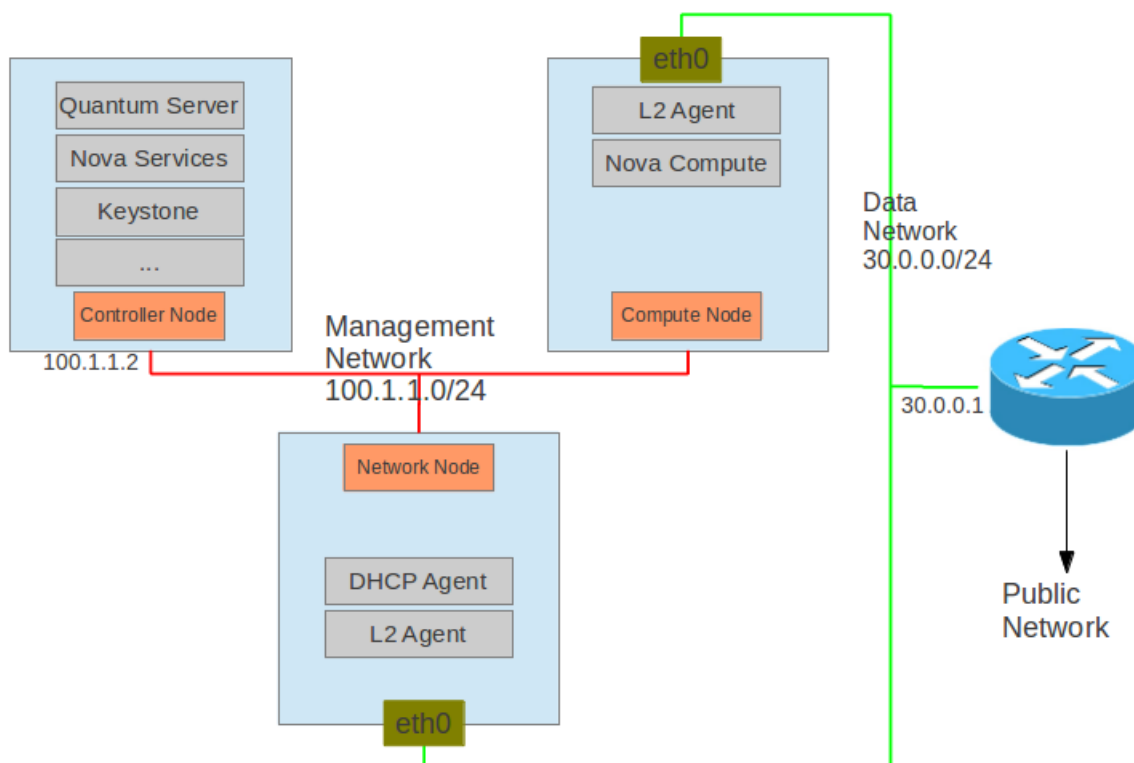 eth0
Quantum Server
Nova Services
Keystone
...
Controller Node
100.1.1.2
L2 Agent
Nova Compute
Compute Node
Data
Network
30.0.0.0/24
Management
Network
100.1.1.0/24
30.0.0.1
Network Node
DHCP Agent
L2 Agent
eth0
Public
Network